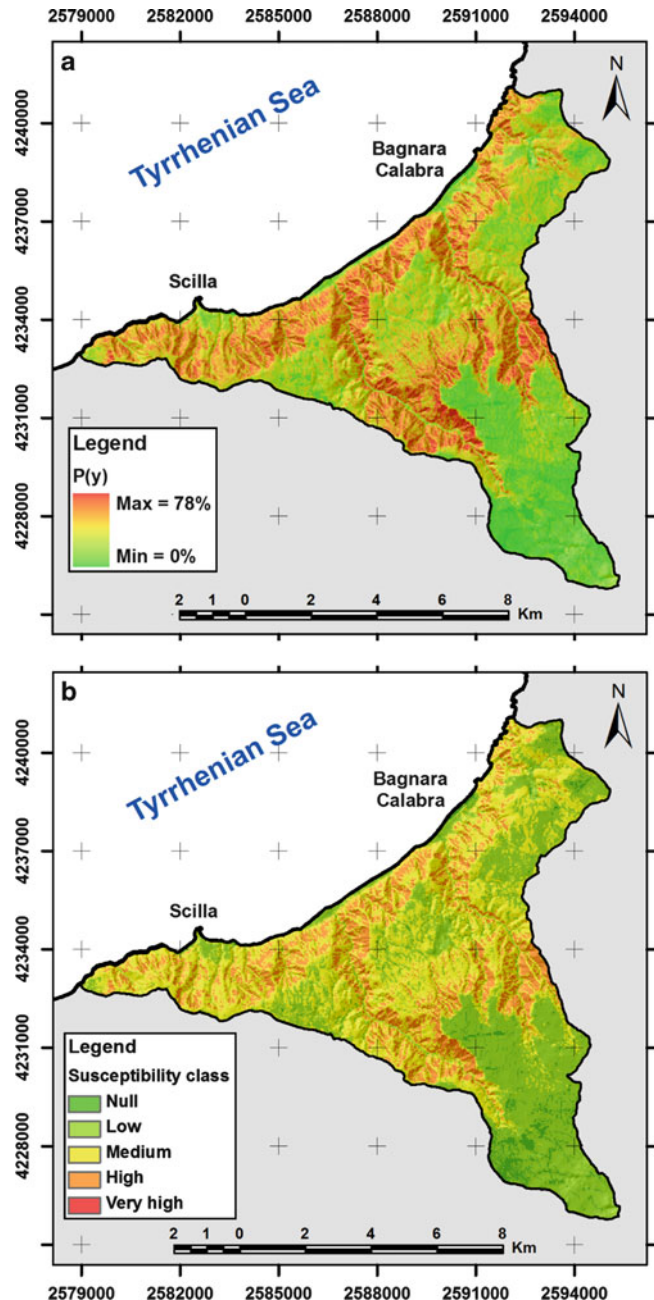 2579000 2582000 2585000 2588000 2591000 2594000
a
N
Tyrrhenian Sea
4240000
Bagnara
Calabra
4237000
Scilla
4234000
4231000
Legend
P(y)
Max = 78%
Min = 0%
4228000
2 1 0 2 4 6 8
Km
b
N
Tyrrhenian Sea
4240000
Bagnara
Calabra
4237000
Scilla
4234000
4231000
Legend
Susceptibility class
Null
Low
Medium
High
Very high
4228000
2 1 0 2 4 6 8
Km
2579000 2582000 2585000 2588000 2591000 2594000